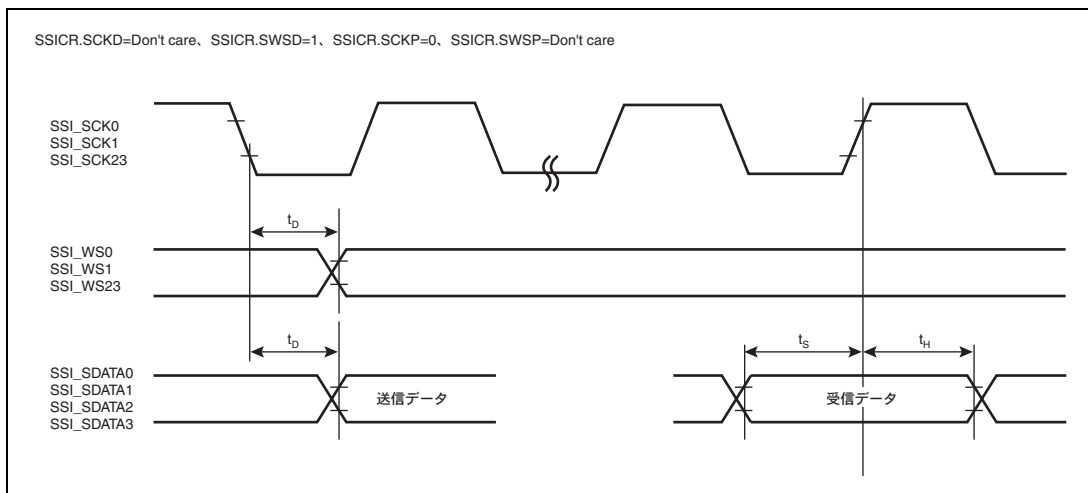 SSICR.SCKD=Don't care、SSICR.SWSD=1、SSICR.SCKP=0、SSICR.SWSP=Don't care
SSI_SCK0
SSI_SCK1
SSI_SCK23
tD
SSI_WS0
SSI_WS1
SSI_WS23
tD
tS
tH
SSI_SDATA0
SSI_SDATA1
SSI_SDATA2
SSI_SDATA3
送信データ
受信データ